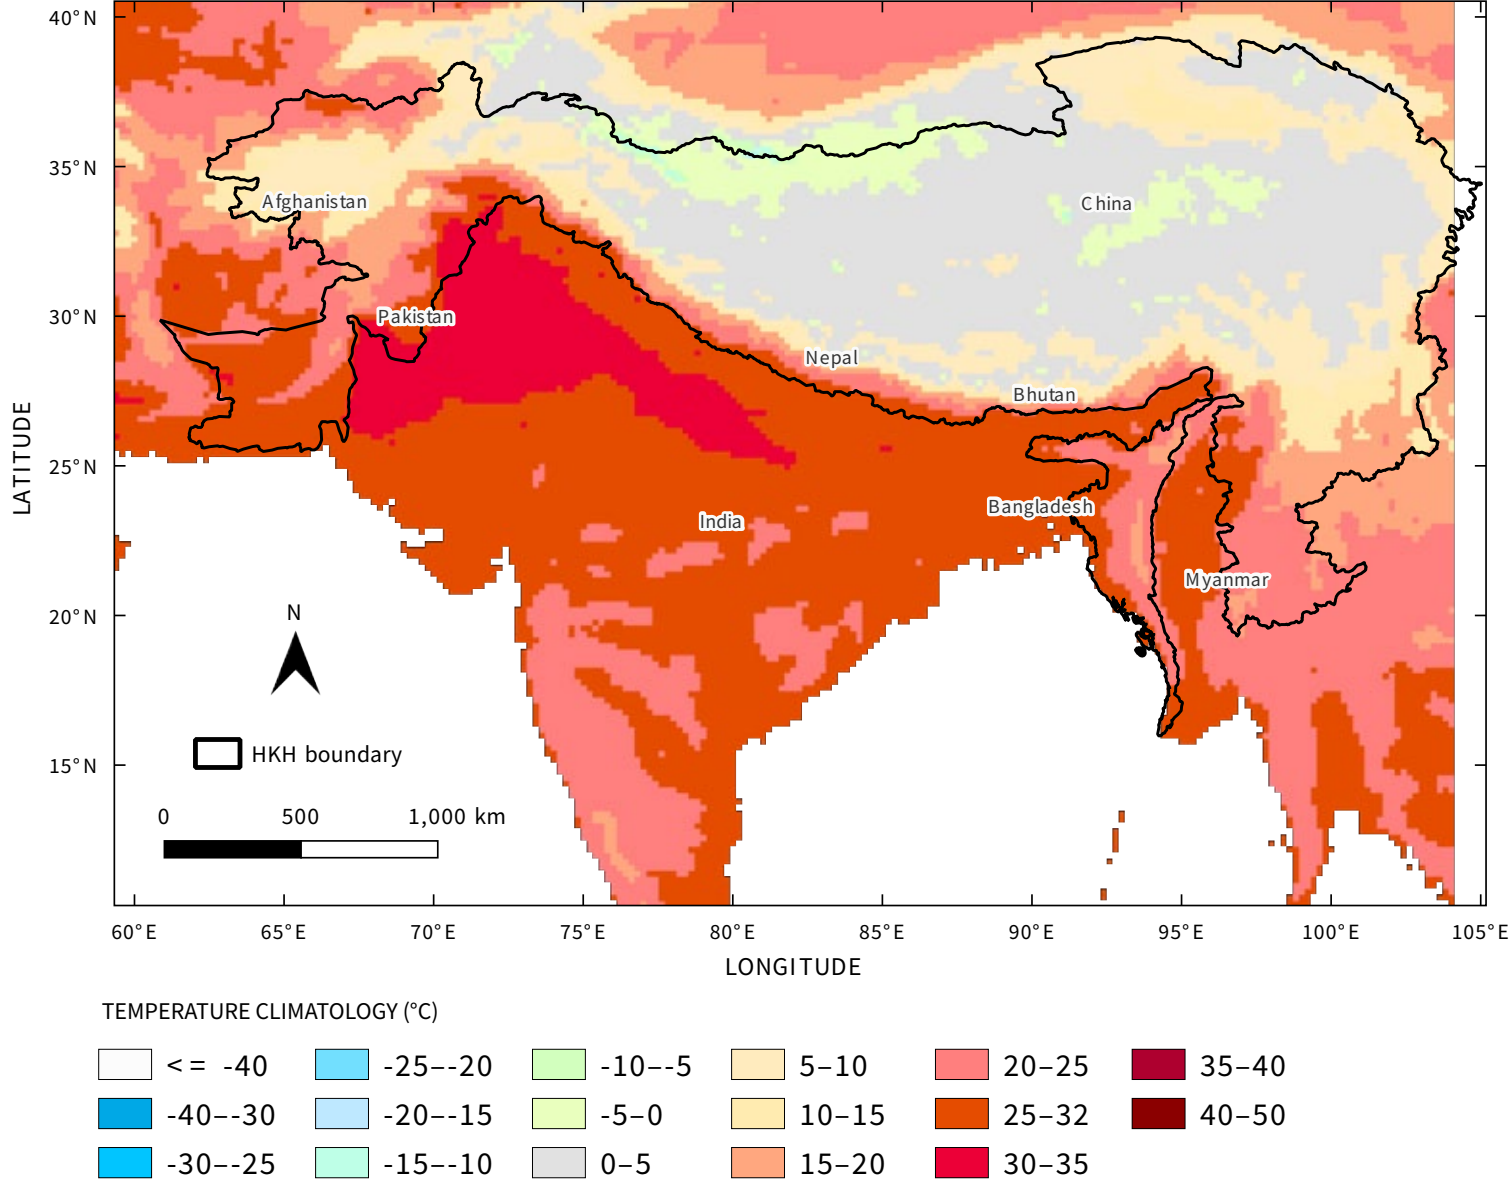 40°N
35°N
30°N
25°N
20°N
15°N
LATITUDE
Afghanistan
China
Pakistan
Nepal
Bhutan
Bangladesh
India
Myanmar
N
HKH boundary
0 500 1,000 km
60°E 65°E 70°E 75°E 80°E 85°E 90°E 95°E 100°E 105°E
LONGITUDE
TEMPERATURE CLIMATOLOGY (°C)
<= -40 -25–-20 -10–-5 5–10 20–25 35–40
-40–-30 -20–-15 -5–0 10–15 25–32 40–50
-30–-25 -15–-10 0–5 15–20 30–35